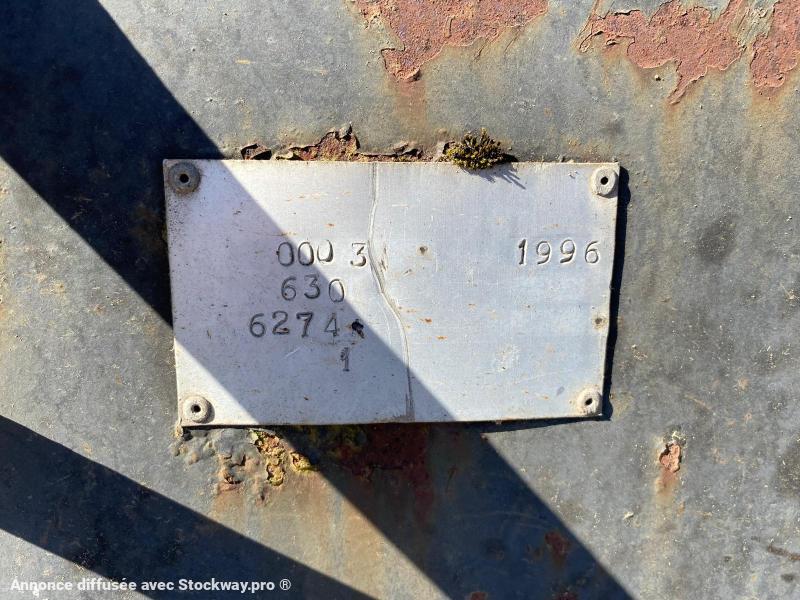 000 3 1996
630
6274
1
Annonce diffusée avec Stockway.pro ®